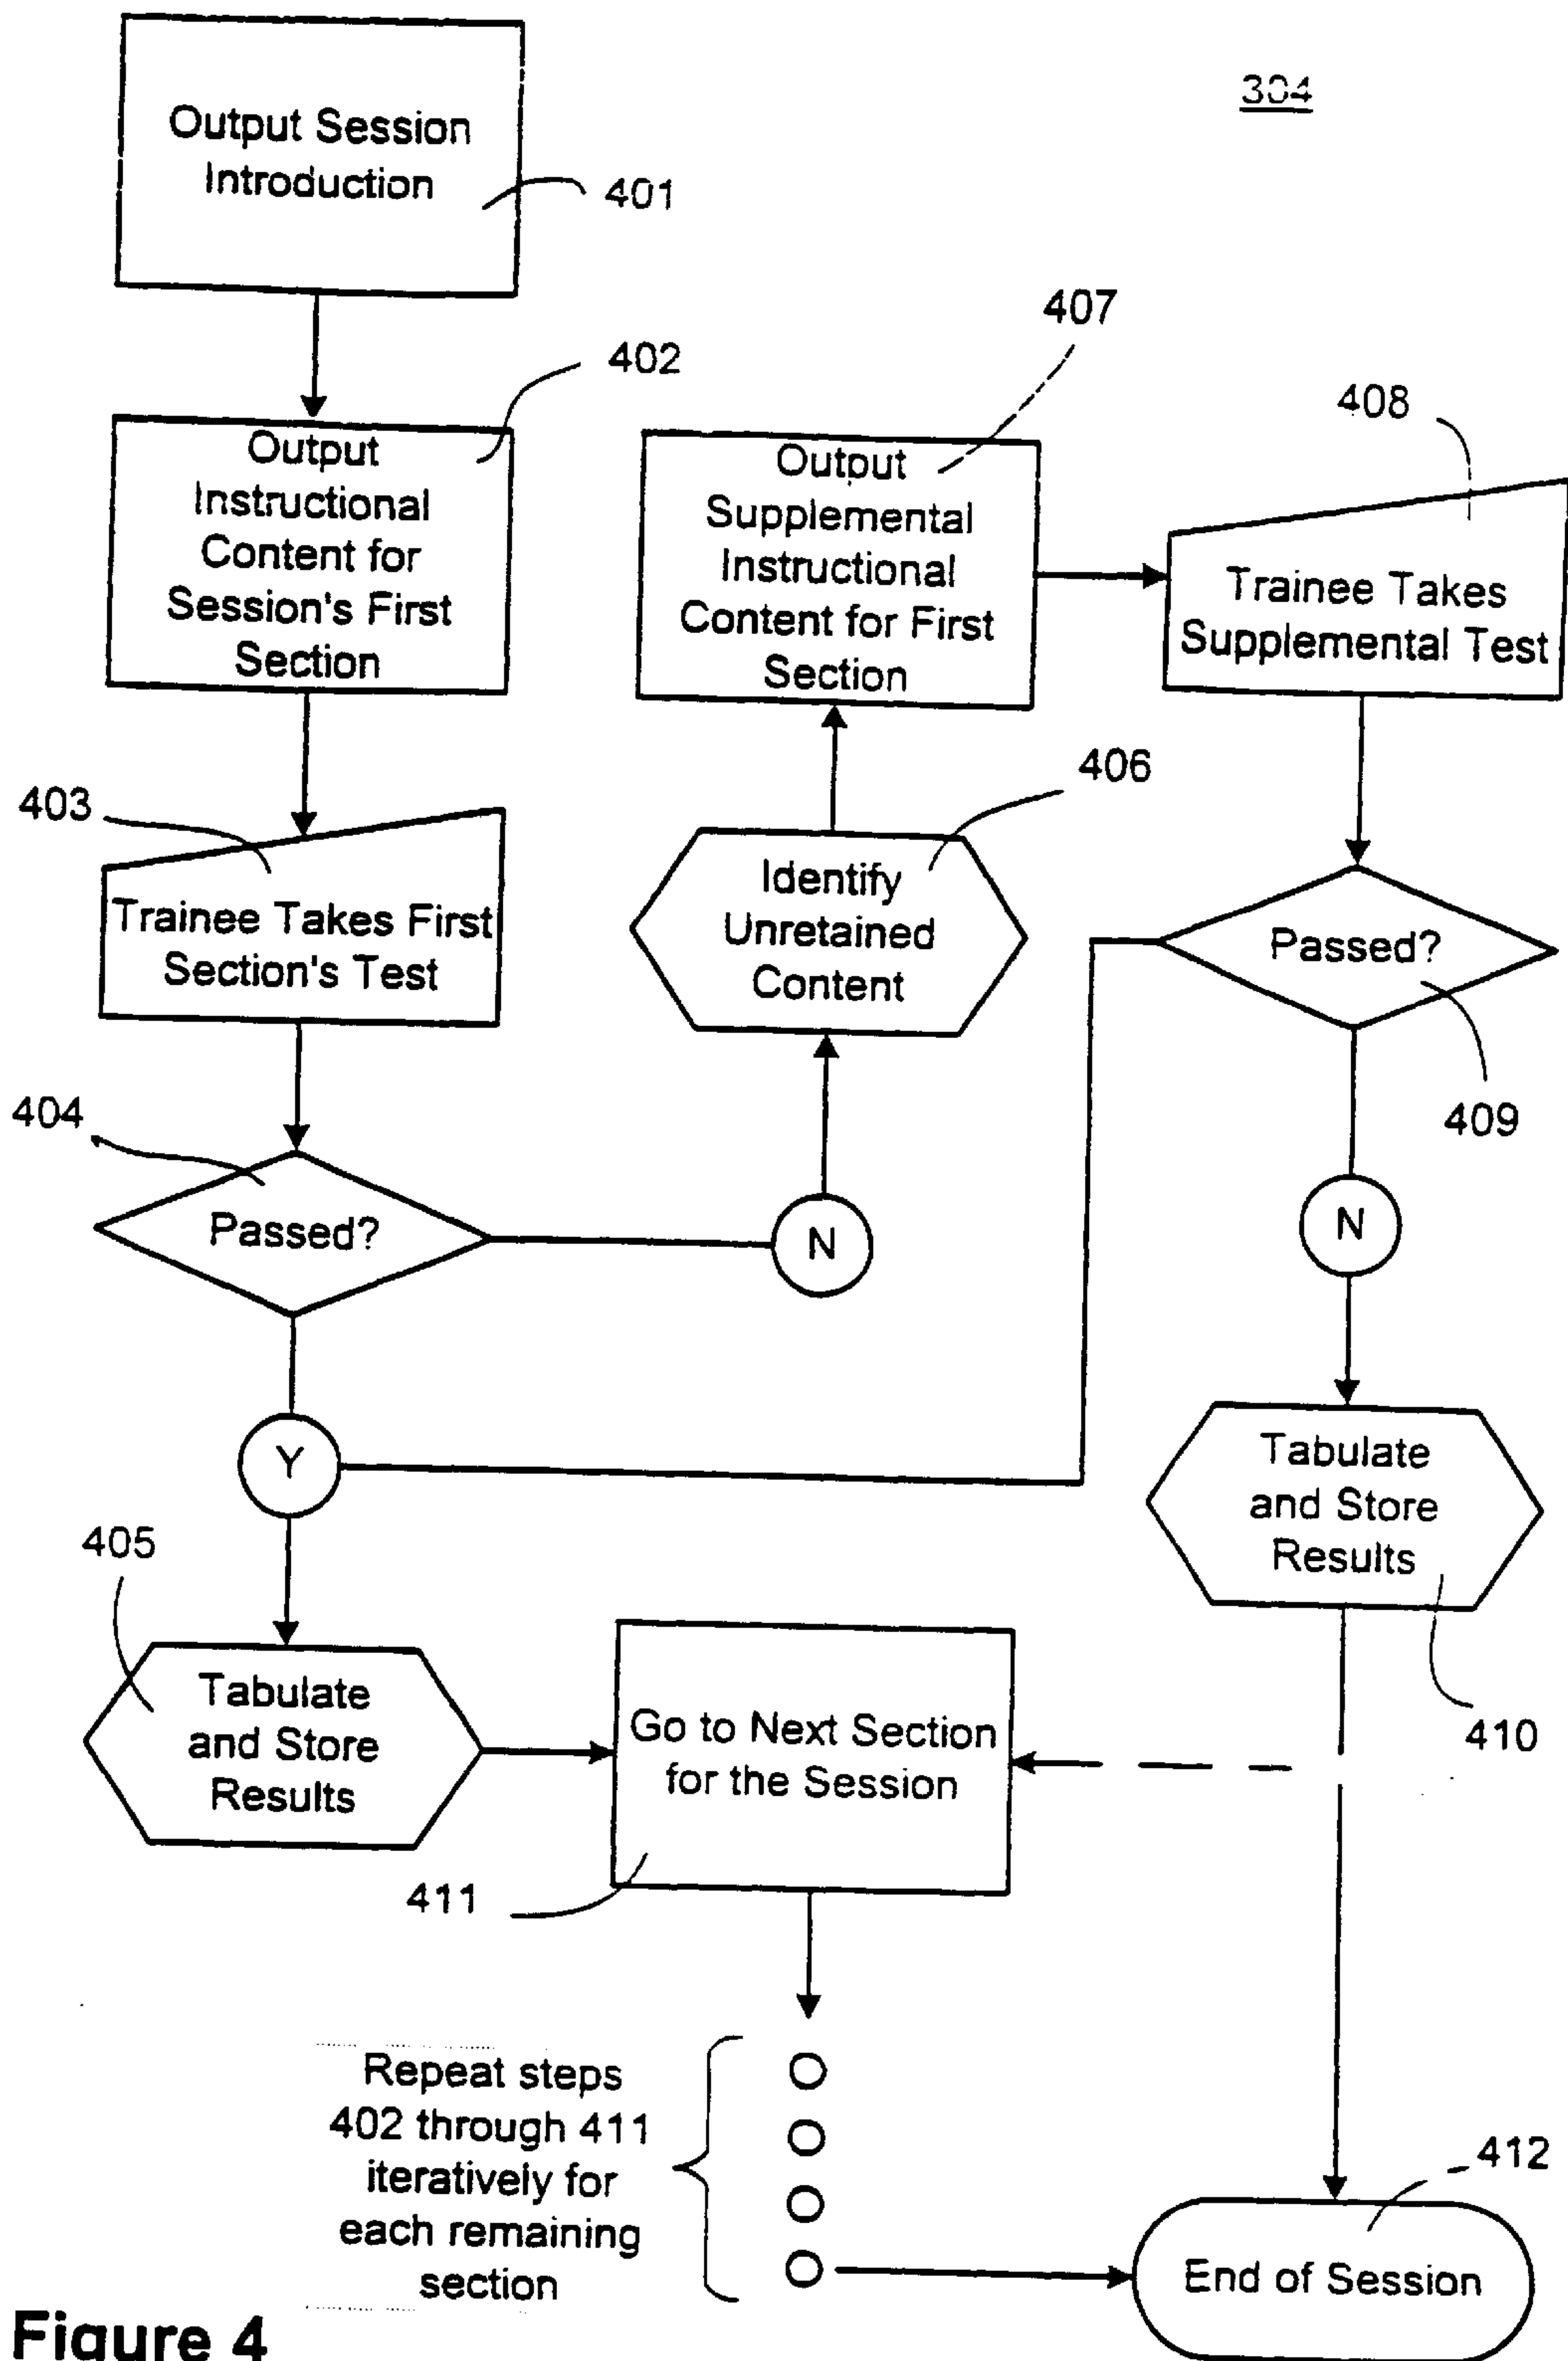 304
Output Session
Introduction
401
402
Output
Instructional
Content for
Session's First
Section
403
Trainee Takes First
Section's Test
404
Passed?
N
Y
405
Tabulate
and Store
Results
406
Identify
Unretained
Content
407
Output
Supplemental
Instructional
Content for First
Section
408
Trainee Takes
Supplemental Test
Passed?
409
N
Tabulate
and Store
Results
410
Go to Next Section
for the Session
411
Repeat steps
402 through 411
iteratively for
each remaining
section
412
End of Session
Figure 4